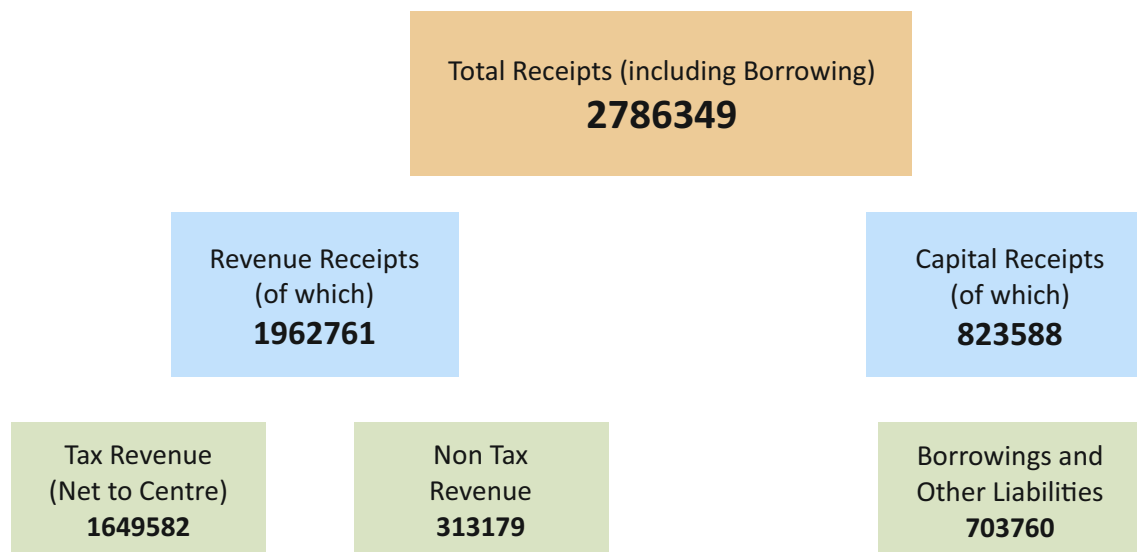 Total Receipts (including Borrowing)
2786349
Revenue Receipts
(of which)
1962761
Capital Receipts
(of which)
823588
Tax Revenue
(Net to Centre)
1649582
Non Tax
Revenue
313179
Borrowings and
Other Liabilities
703760